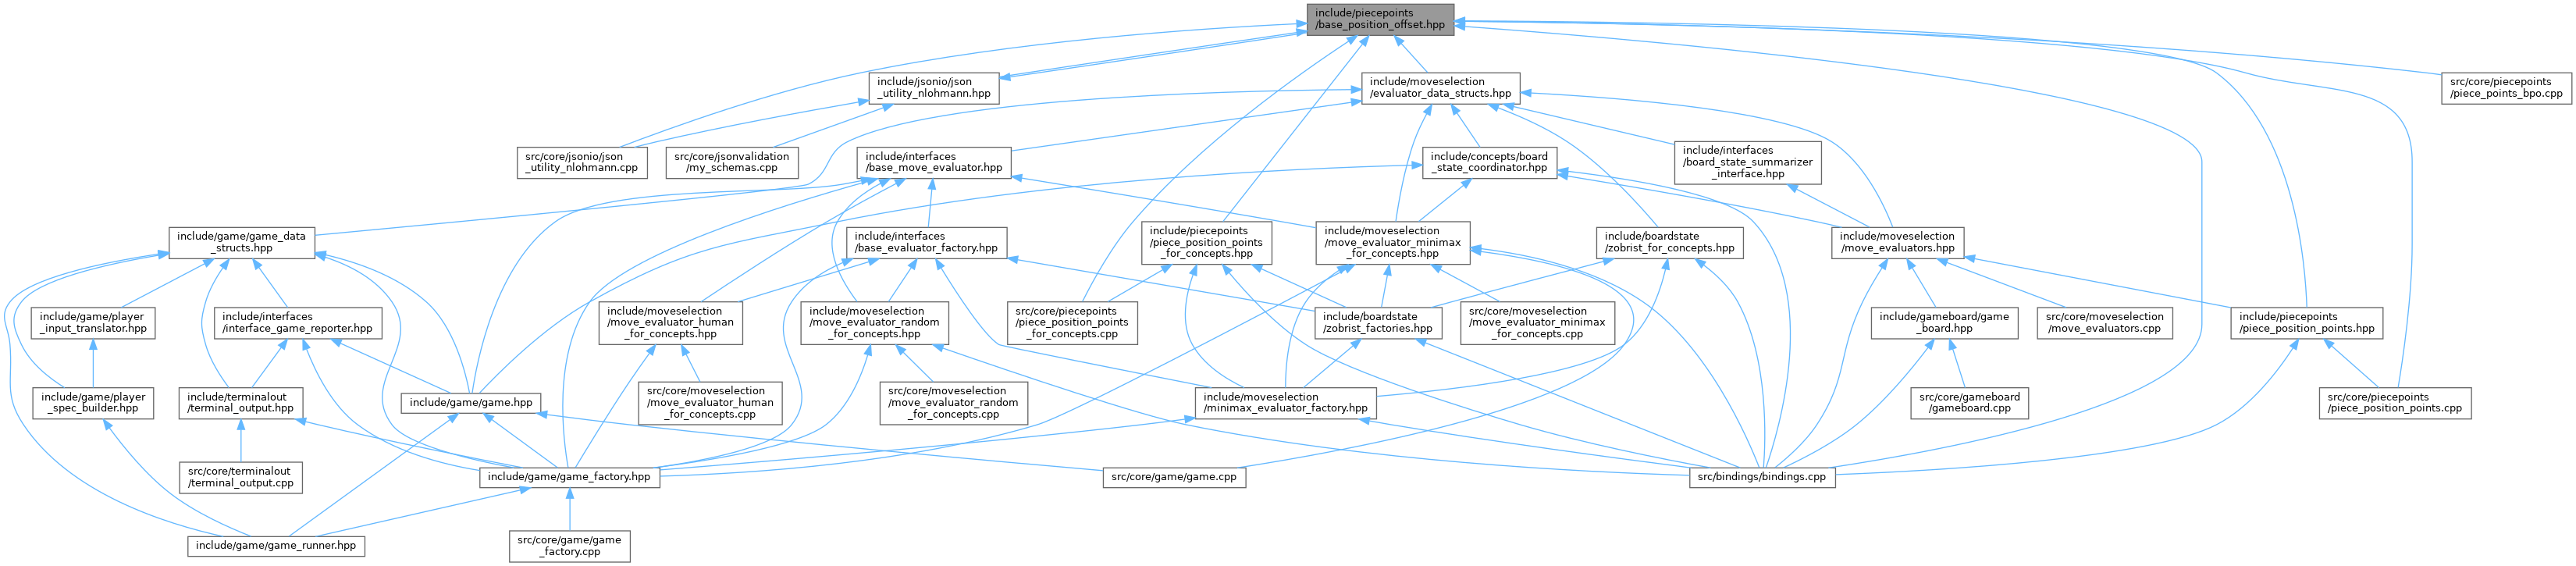 include/piecepoints
/base_position_offset.hpp
include/jsonio/json
_utility_nlohmann.hpp
include/moveselection
/evaluator_data_structs.hpp
src/core/piecepoints
/piece_points_bpo.cpp
src/core/jsonio/json
_utility_nlohmann.cpp
src/core/jsonvalidation
/my_schemas.cpp
include/interfaces
/base_move_evaluator.hpp
include/concepts/board
_state_coordinator.hpp
include/interfaces
/board_state_summarizer
_interface.hpp
include/game/game_data
_structs.hpp
include/interfaces
/base_evaluator_factory.hpp
include/piecepoints
/piece_position_points
_for_concepts.hpp
include/moveselection
/move_evaluator_minimax
_for_concepts.hpp
include/boardstate
/zobrist_for_concepts.hpp
include/moveselection
/move_evaluators.hpp
include/game/player
_input_translator.hpp
include/interfaces
/interface_game_reporter.hpp
include/moveselection
/move_evaluator_human
_for_concepts.hpp
include/moveselection
/move_evaluator_random
_for_concepts.hpp
src/core/piecepoints
/piece_position_points
_for_concepts.cpp
include/boardstate
/zobrist_factories.hpp
src/core/moveselection
/move_evaluator_minimax
_for_concepts.cpp
include/gameboard/game
_board.hpp
src/core/moveselection
/move_evaluators.cpp
include/piecepoints
/piece_position_points.hpp
include/game/player
_spec_builder.hpp
include/terminalout
/terminal_output.hpp
include/game/game.hpp
src/core/moveselection
/move_evaluator_human
_for_concepts.cpp
src/core/moveselection
/move_evaluator_random
_for_concepts.cpp
include/moveselection
/minimax_evaluator_factory.hpp
src/core/gameboard
/gameboard.cpp
src/core/piecepoints
/piece_position_points.cpp
src/core/terminalout
/terminal_output.cpp
include/game/game_factory.hpp
src/core/game/game.cpp
src/bindings/bindings.cpp
include/game/game_runner.hpp
src/core/game/game
_factory.cpp